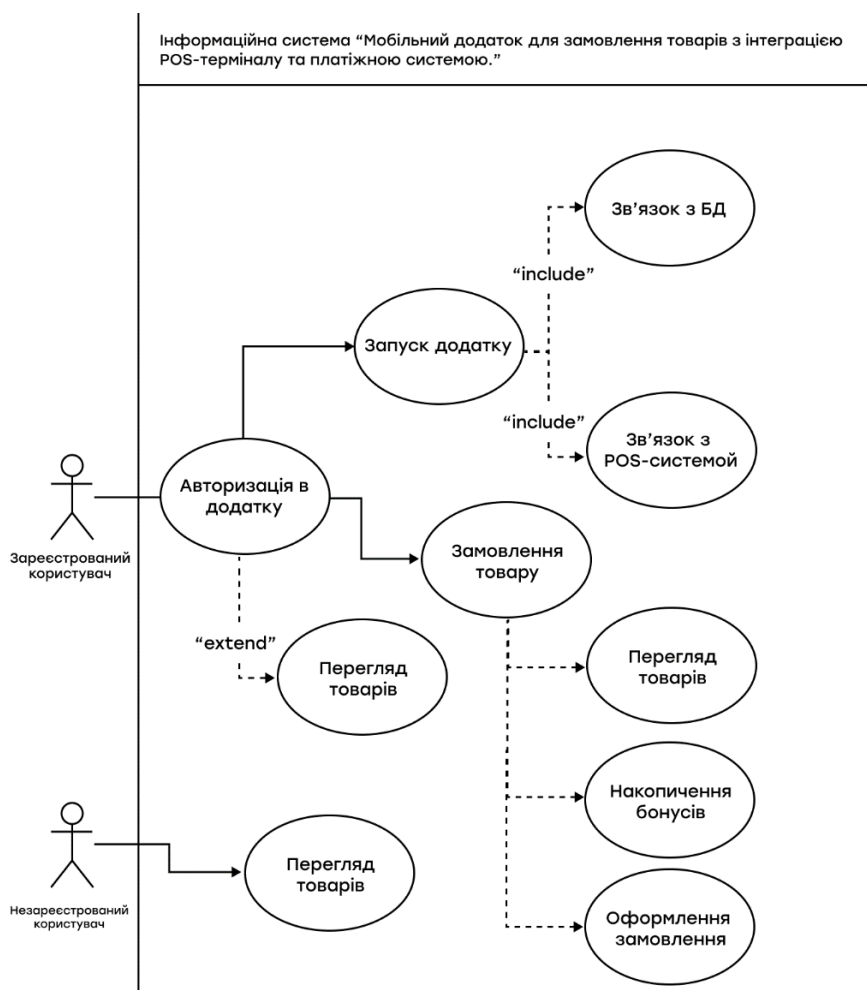 Інформаційна система “Мобільний додаток для замовлення товарів з інтеграцією
POS-терміналу та платіжною системою.”
Зв’язок з БД
“include”
Запуск додатку
“include”
Зв’язок з
POS-системой
Авторизація в
додатку
Зареєстрований
користувач
Замовлення
товару
“extend”
Перегляд
товарів
Перегляд
товарів
Накопичення
бонусів
Незареєстрований
користувач
Перегляд
товарів
Оформлення
замовлення